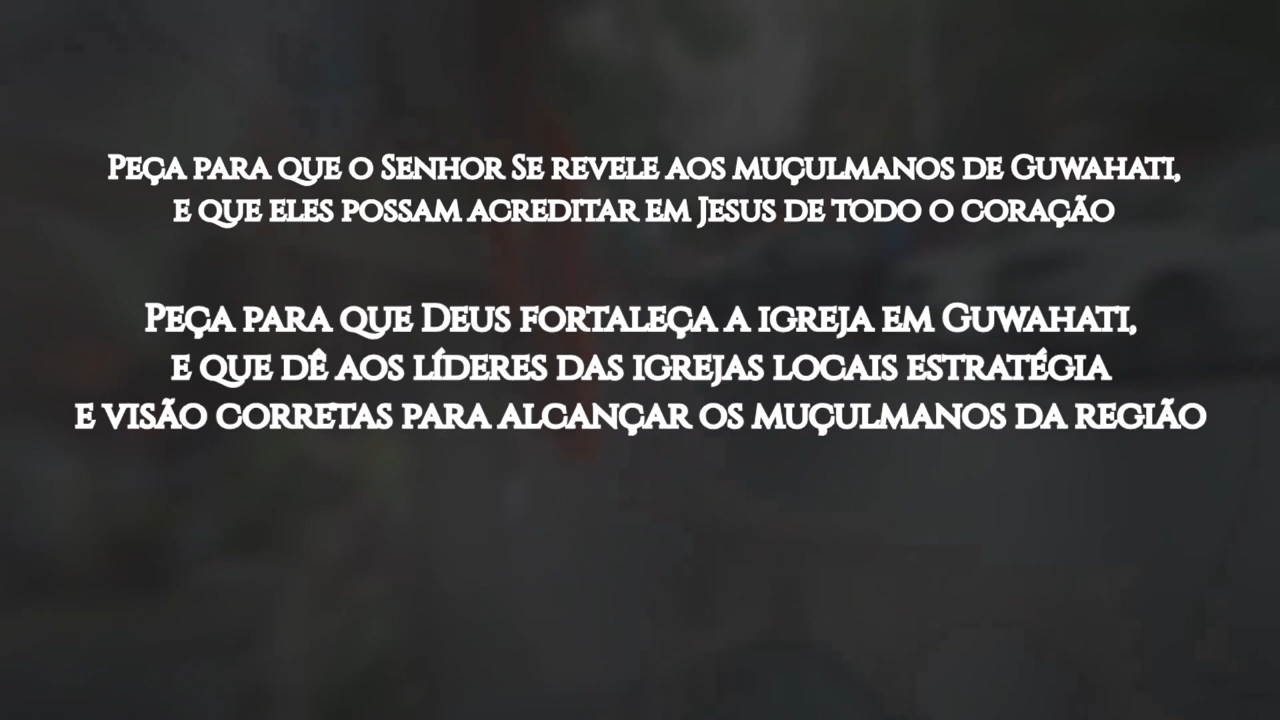 Peça para que o Senhor Se revele aos muçulmanos de Guwahati,
e que eles possam acreditar em Jesus de todo o coração
Peça para que Deus fortaleça a igreja em Guwahati,
e que dê aos líderes das igrejas locais estratégia
e visão corretas para alcançar os muçulmanos da região